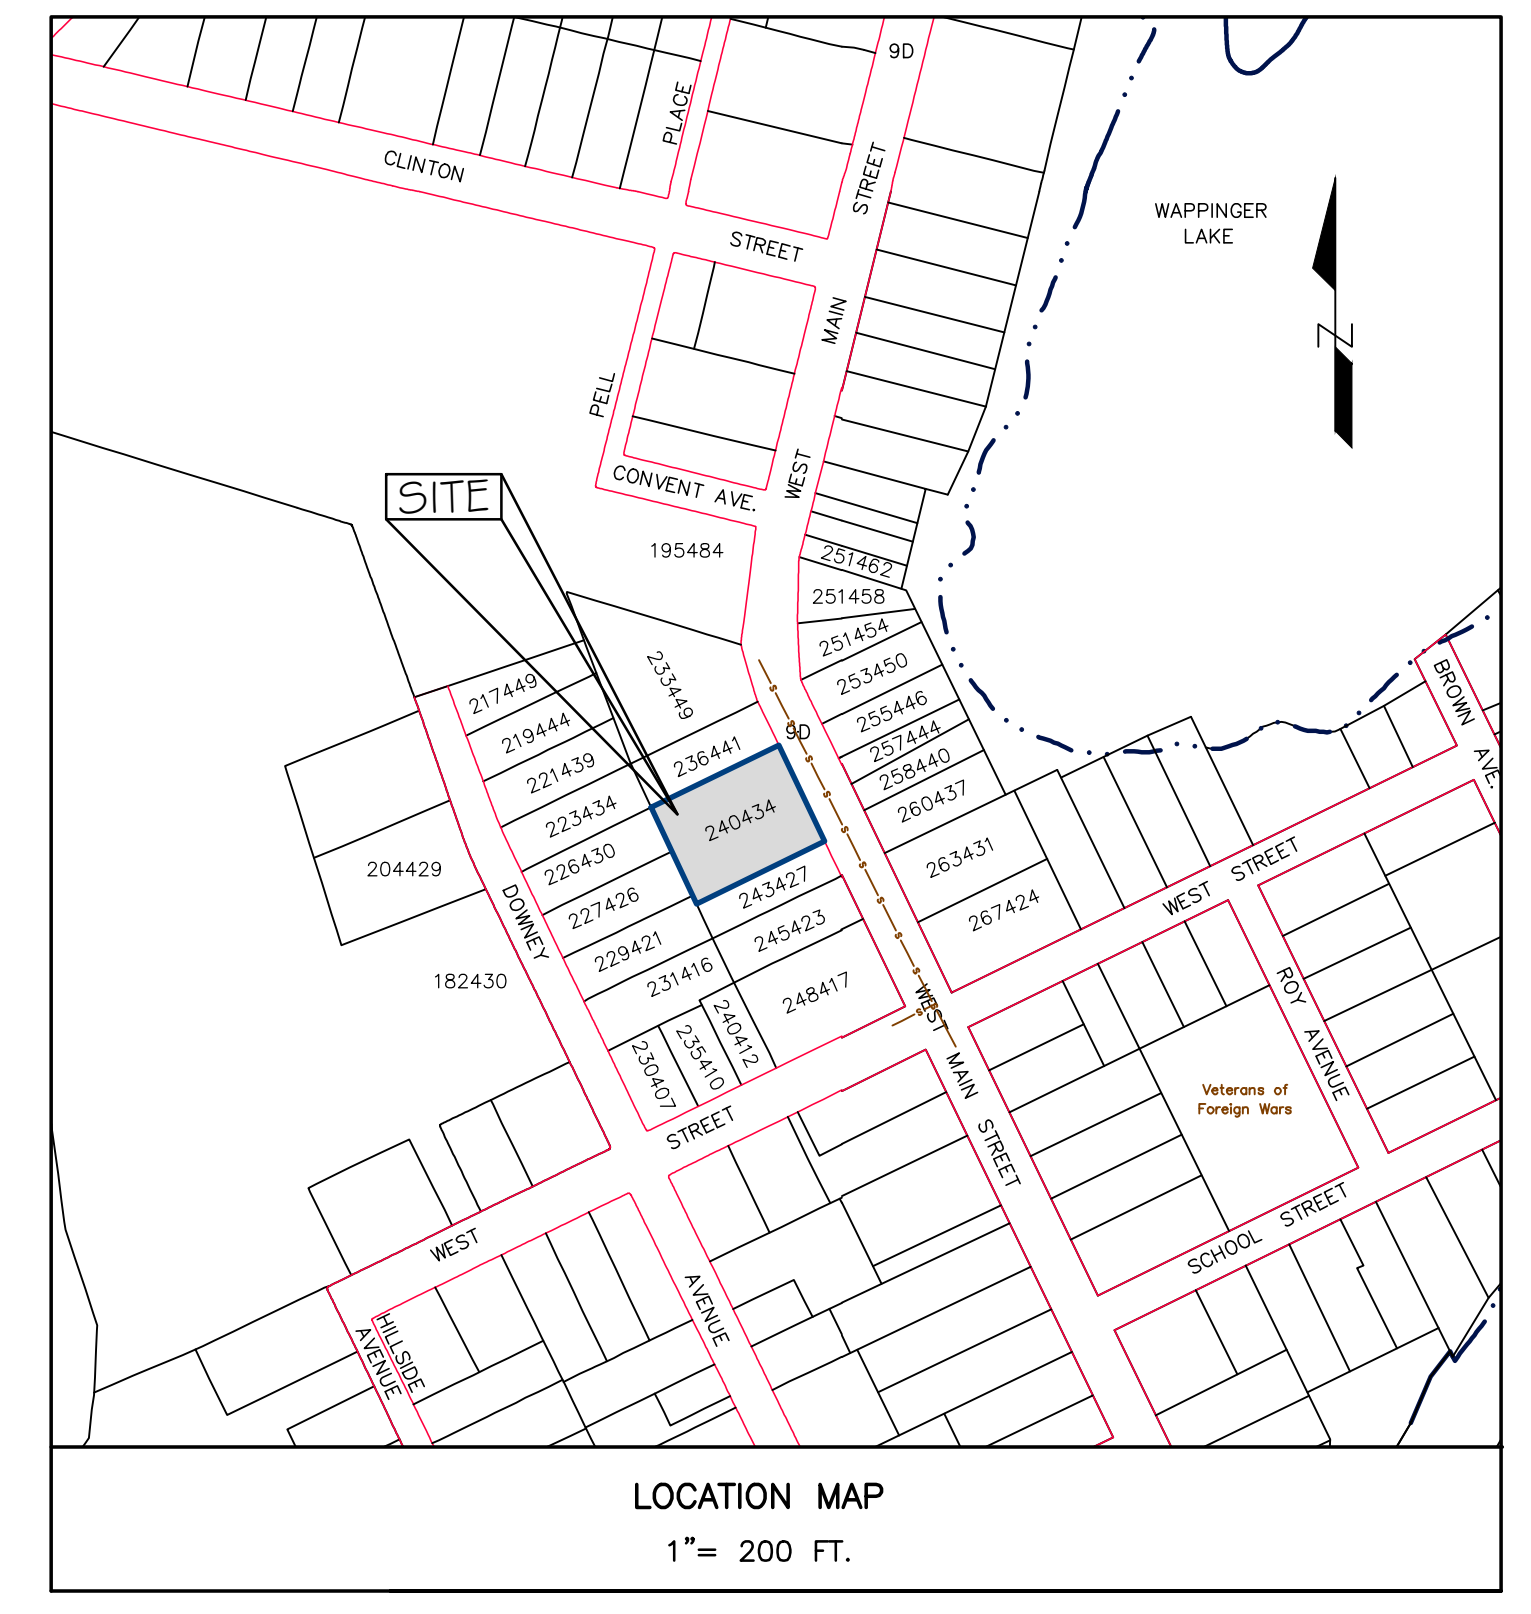 9D
PLACE
CLINTON
STREET
WAPPINGER
LAKE
STREET
MAIN
N
PELL
WEST
SITE
CONVENT AVE.
195484
251462
251458
251454
233449
253450
217449
BROWN
255446
219444
9D
257444
236441
221439
258440
AVE.
260437
223434
240434
263431
204429
226430
WEST STREET
243427
267424
227426
DOWNEY
245423
229421
182430
231416
248417
ROY
WEST
240412
235410
230407
MAIN
AVENUE
Veterans of
Foreign Wars
STREET
STREET
SCHOOL STREET
WEST
AVENUE
HILLSIDE
AVENUE
S
S
S
S
S
S
S
S
S
S
S
LOCATION MAP
1"= 200 FT.